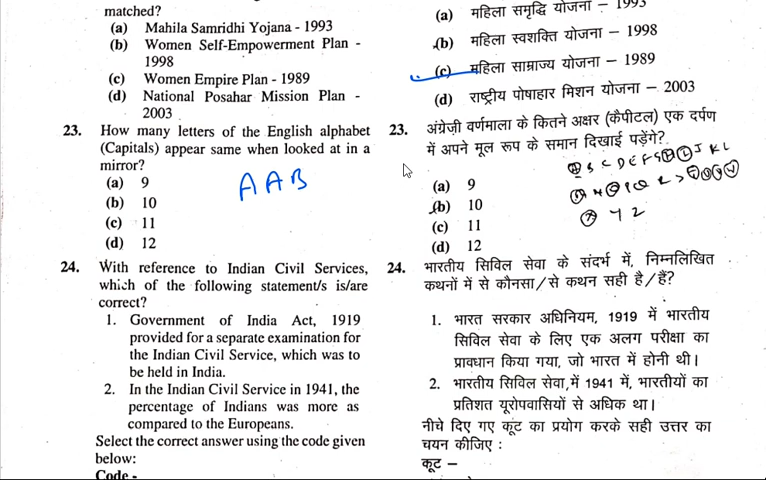 matched?
(a) Mahila Samridhi Yojana - 1993
(b) Women Self-Empowerment Plan -
1998
(c) Women Empire Plan - 1989
(d) National Posahar Mission Plan -
2003
23. How many letters of the English alphabet
(Capitals) appear same when looked at in a
mirror?
(a) 9
(b) 10
(c) 11
(d) 12
A A B
24. With reference to Indian Civil Services,
which of the following statement/s is/are
correct?
1. Government of India Act, 1919
provided for a separate examination for
the Indian Civil Service, which was to
be held in India.
2. In the Indian Civil Service in 1941, the
percentage of Indians was more as
compared to the Europeans.
Select the correct answer using the code given
below:
Code -
(a) महिला समृद्धि योजना – 1993
(b) महिला स्वशक्ति योजना – 1998
(c) महिला साम्राज्य योजना – 1989
(d) राष्ट्रीय पोषाहार मिशन योजना – 2003
23. अंग्रेज़ी वर्णमाला के कितने अक्षर (कैपीटल) एक दर्पण
में अपने मूल रूप के समान दिखाई पड़ेंगे?
(a) 9
(b) 10
(c) 11
(d) 12
24. भारतीय सिविल सेवा के संदर्भ में, निम्नलिखित
कथनों में से कौनसा/से कथन सही है/हैं?
1. भारत सरकार अधिनियम, 1919 में भारतीय
सिविल सेवा के लिए एक अलग परीक्षा का
प्रावधान किया गया, जो भारत में होनी थी।
2. भारतीय सिविल सेवा में 1941 में, भारतीयों का
प्रतिशत यूरोपवासियों से अधिक था।
नीचे दिए गए कूट का प्रयोग करके सही उत्तर का
चयन कीजिए :
कूट –